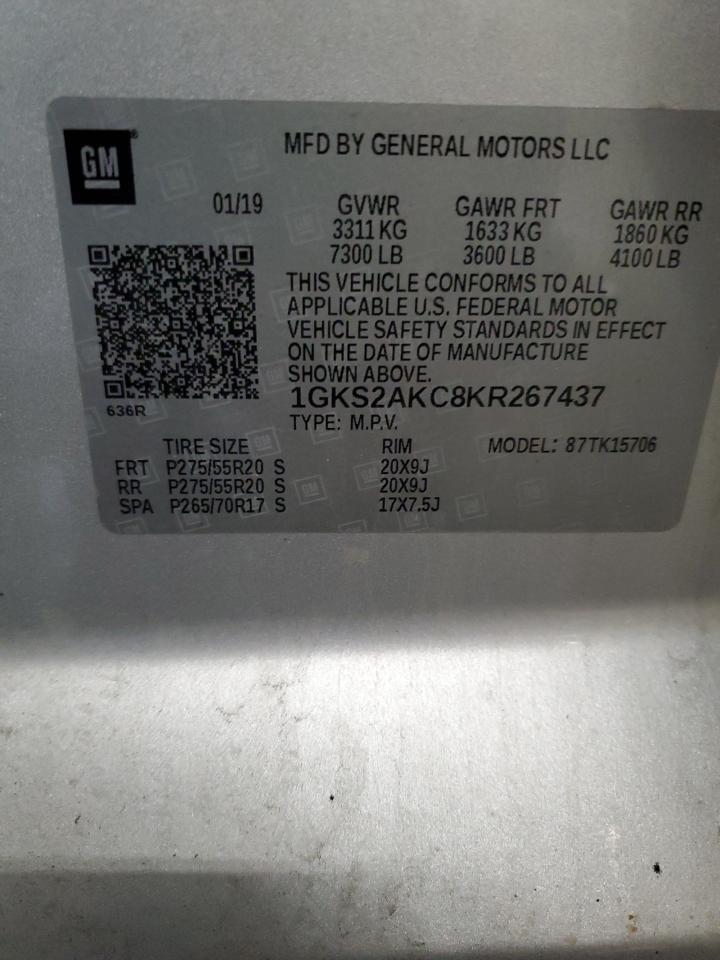 GM
MFD BY GENERAL MOTORS LLC
01/19 GVWR GAWR FRT GAWR RR
3311 KG 1633 KG 1860 KG
7300 LB 3600 LB 4100 LB
THIS VEHICLE CONFORMS TO ALL
APPLICABLE U.S. FEDERAL MOTOR
VEHICLE SAFETY STANDARDS IN EFFECT
ON THE DATE OF MANUFACTURE
SHOWN ABOVE.
1GKS2AKC8KR267437
636R
TYPE: M.P.V.
TIRE SIZE RIM MODEL: 87TK15706
FRT P275/55R20 S 20X9J
RR P275/55R20 S 20X9J
SPA P265/70R17 S 17X7.5J